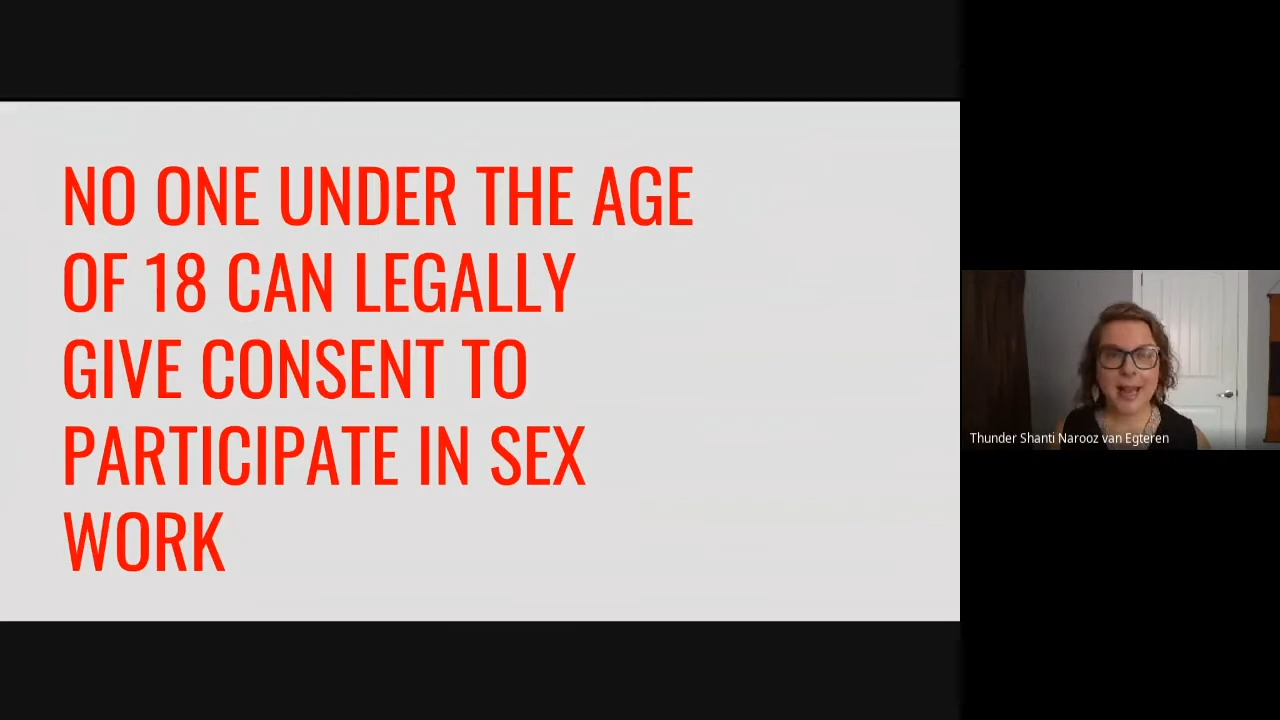 NO ONE UNDER THE AGE
OF 18 CAN LEGALLY
GIVE CONSENT TO
PARTICIPATE IN SEX
WORK
Thunder Shanti Narooz van Egteren